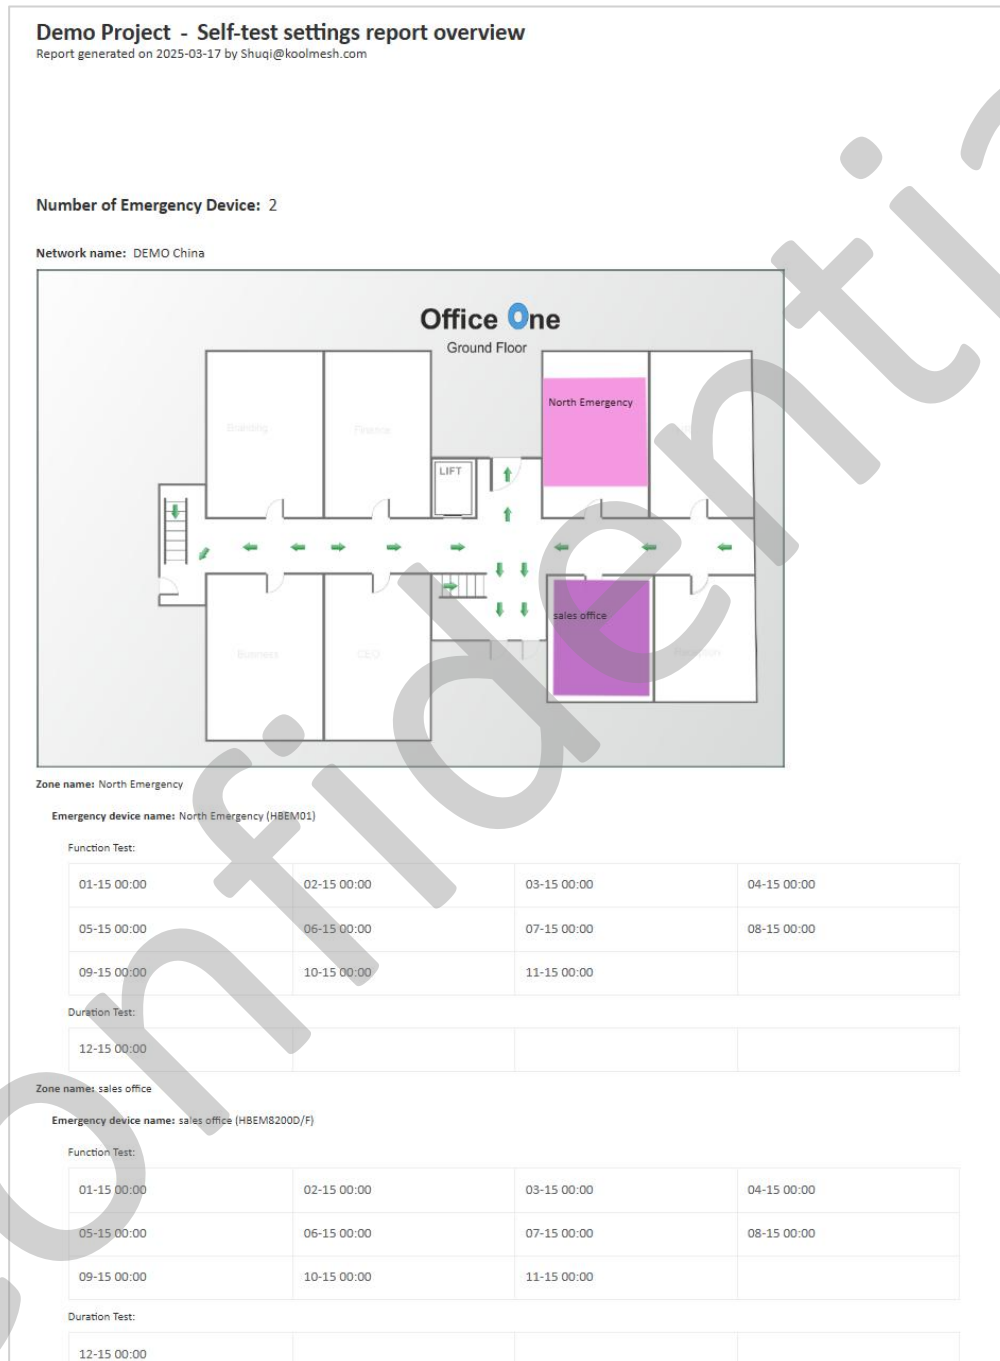 Demo Project - Self-test settings report overview
Report generated on 2025-03-17 by Shuqi@koolmesh.com
Number of Emergency Device: 2
Network name: DEMO China
Office One
Ground Floor
North Emergency
Branding
Finance
LIFT
sales office
Business
CEO
Zone name: North Emergency
Emergency device name: North Emergency (HBEM01)
Function Test:
01-15 00:00 02-15 00:00 03-15 00:00 04-15 00:00
05-15 00:00 06-15 00:00 07-15 00:00 08-15 00:00
09-15 00:00 10-15 00:00 11-15 00:00
Duration Test:
12-15 00:00
Zone name: sales office
Emergency device name: sales office (HBEM8200D/F)
Function Test:
01-15 00:00 02-15 00:00 03-15 00:00 04-15 00:00
05-15 00:00 06-15 00:00 07-15 00:00 08-15 00:00
09-15 00:00 10-15 00:00 11-15 00:00
Duration Test:
12-15 00:00